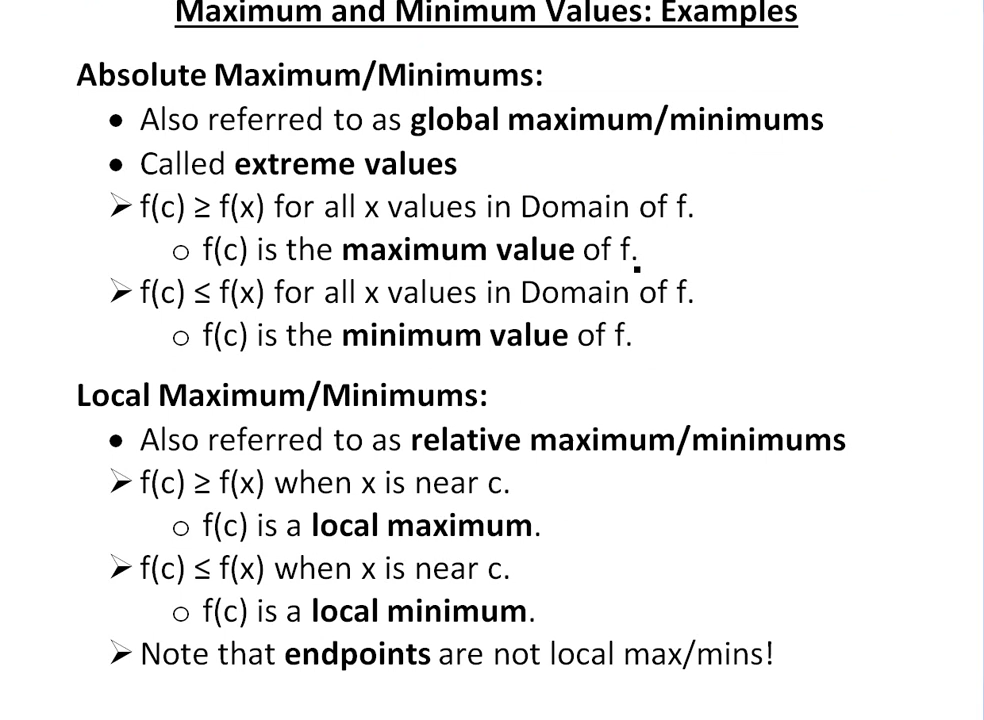 Maximum and Minimum Values: Examples
Absolute Maximum/Minimums:
• Also referred to as global maximum/minimums
• Called extreme values
➢ f(c) ≥ f(x) for all x values in Domain of f.
o f(c) is the maximum value of f.
➢ f(c) ≤ f(x) for all x values in Domain of f.
o f(c) is the minimum value of f.
Local Maximum/Minimums:
• Also referred to as relative maximum/minimums
➢ f(c) ≥ f(x) when x is near c.
o f(c) is a local maximum.
➢ f(c) ≤ f(x) when x is near c.
o f(c) is a local minimum.
➢ Note that endpoints are not local max/mins!